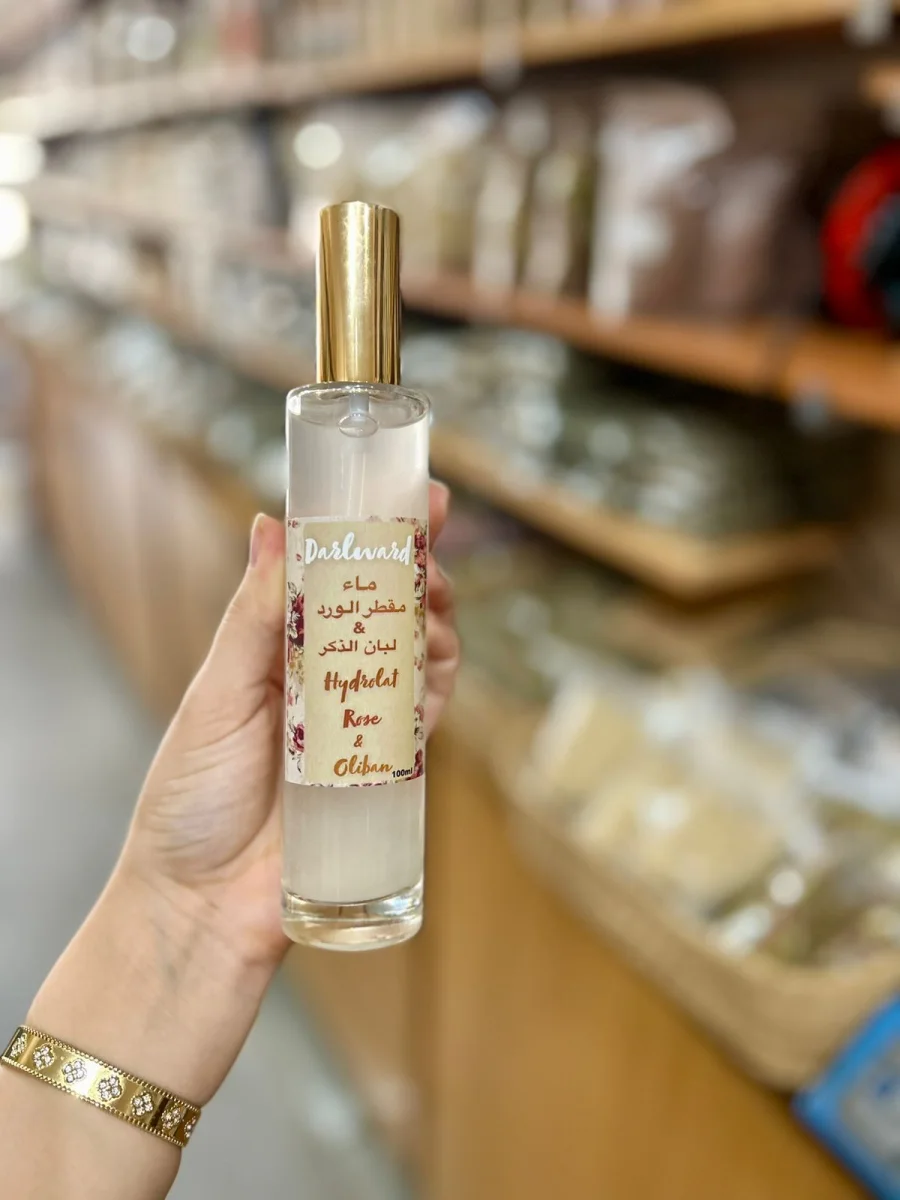 Darlward
ماء
مقطر الورد
&
لبان الذكر
Hydrolat
Rose
&
Oliban
100ml